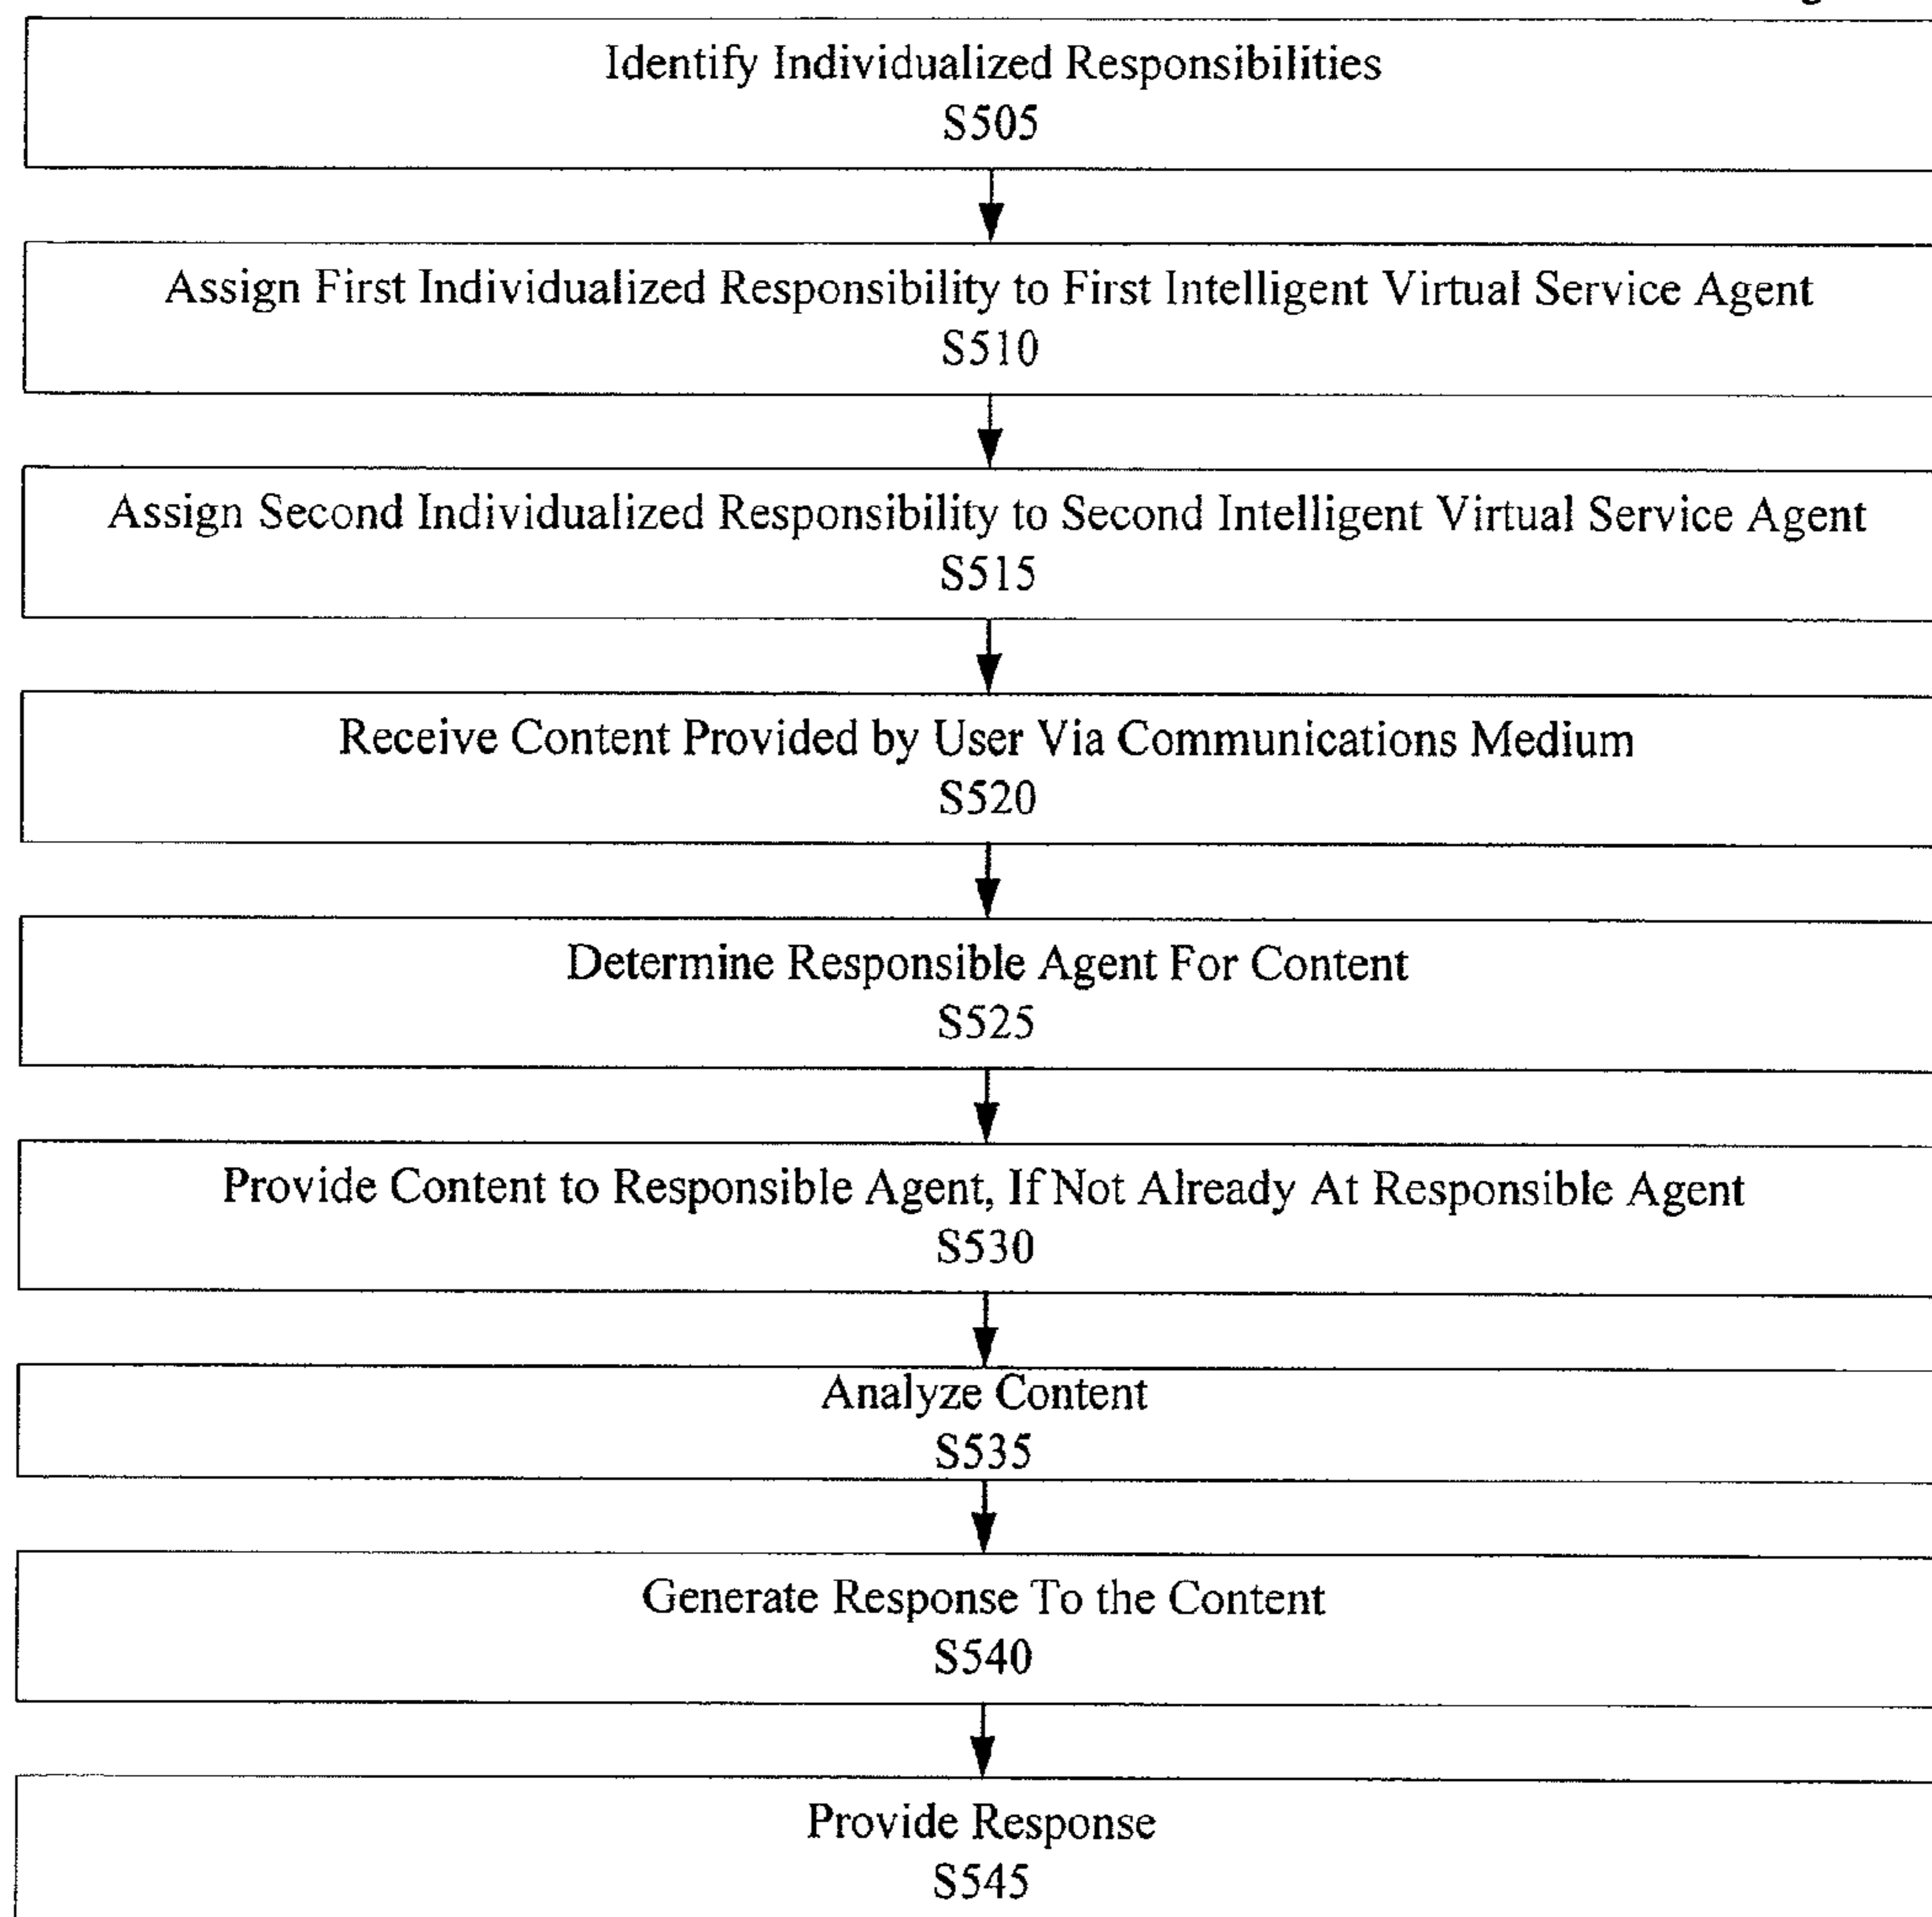 Identify Individualized Responsibilities
S505
Assign First Individualized Responsibility to First Intelligent Virtual Service Agent
S510
Assign Second Individualized Responsibility to Second Intelligent Virtual Service Agent
S515
Receive Content Provided by User Via Communications Medium
S520
Determine Responsible Agent For Content
S525
Provide Content to Responsible Agent, If Not Already At Responsible Agent
S530
Analyze Content
S535
Generate Response To the Content
S540
Provide Response
S545